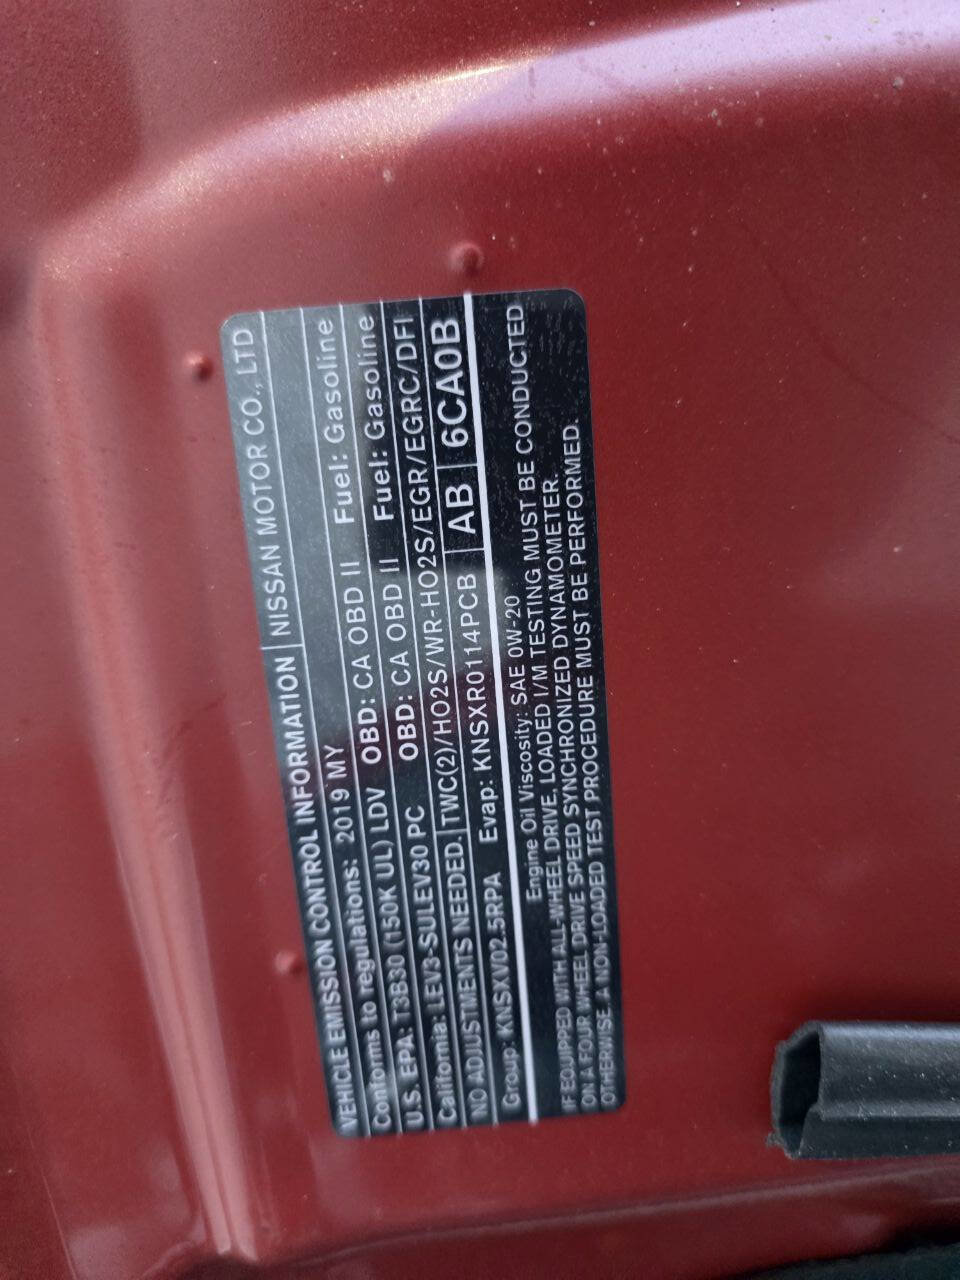 VEHICLE EMISSION CONTROL INFORMATION NISSAN MOTOR CO., LTD
Conforms to regulations: 2019 MY
U.S. EPA: T3B30 (150K UL) LDV OBD: CA OBD II Fuel: Gasoline
California: LEV3-SULEV30 PC OBD: CA OBD II Fuel: Gasoline
NO ADJUSTMENTS NEEDED. TWC(2)/HO2S/WR-HO2S/EGR/EGRC/DFI
Group: KNSXV02.5RPA Evap: KNSXR0114PCB AB 6CA0B
Engine Oil Viscosity: SAE 0W-20
IF EQUIPPED WITH ALL-WHEEL DRIVE, LOADED I/M TESTING MUST BE CONDUCTED
ON A FOUR WHEEL DRIVE SPEED SYNCHRONIZED DYNAMOMETER.
OTHERWISE, A NON-LOADED TEST PROCEDURE MUST BE PERFORMED.